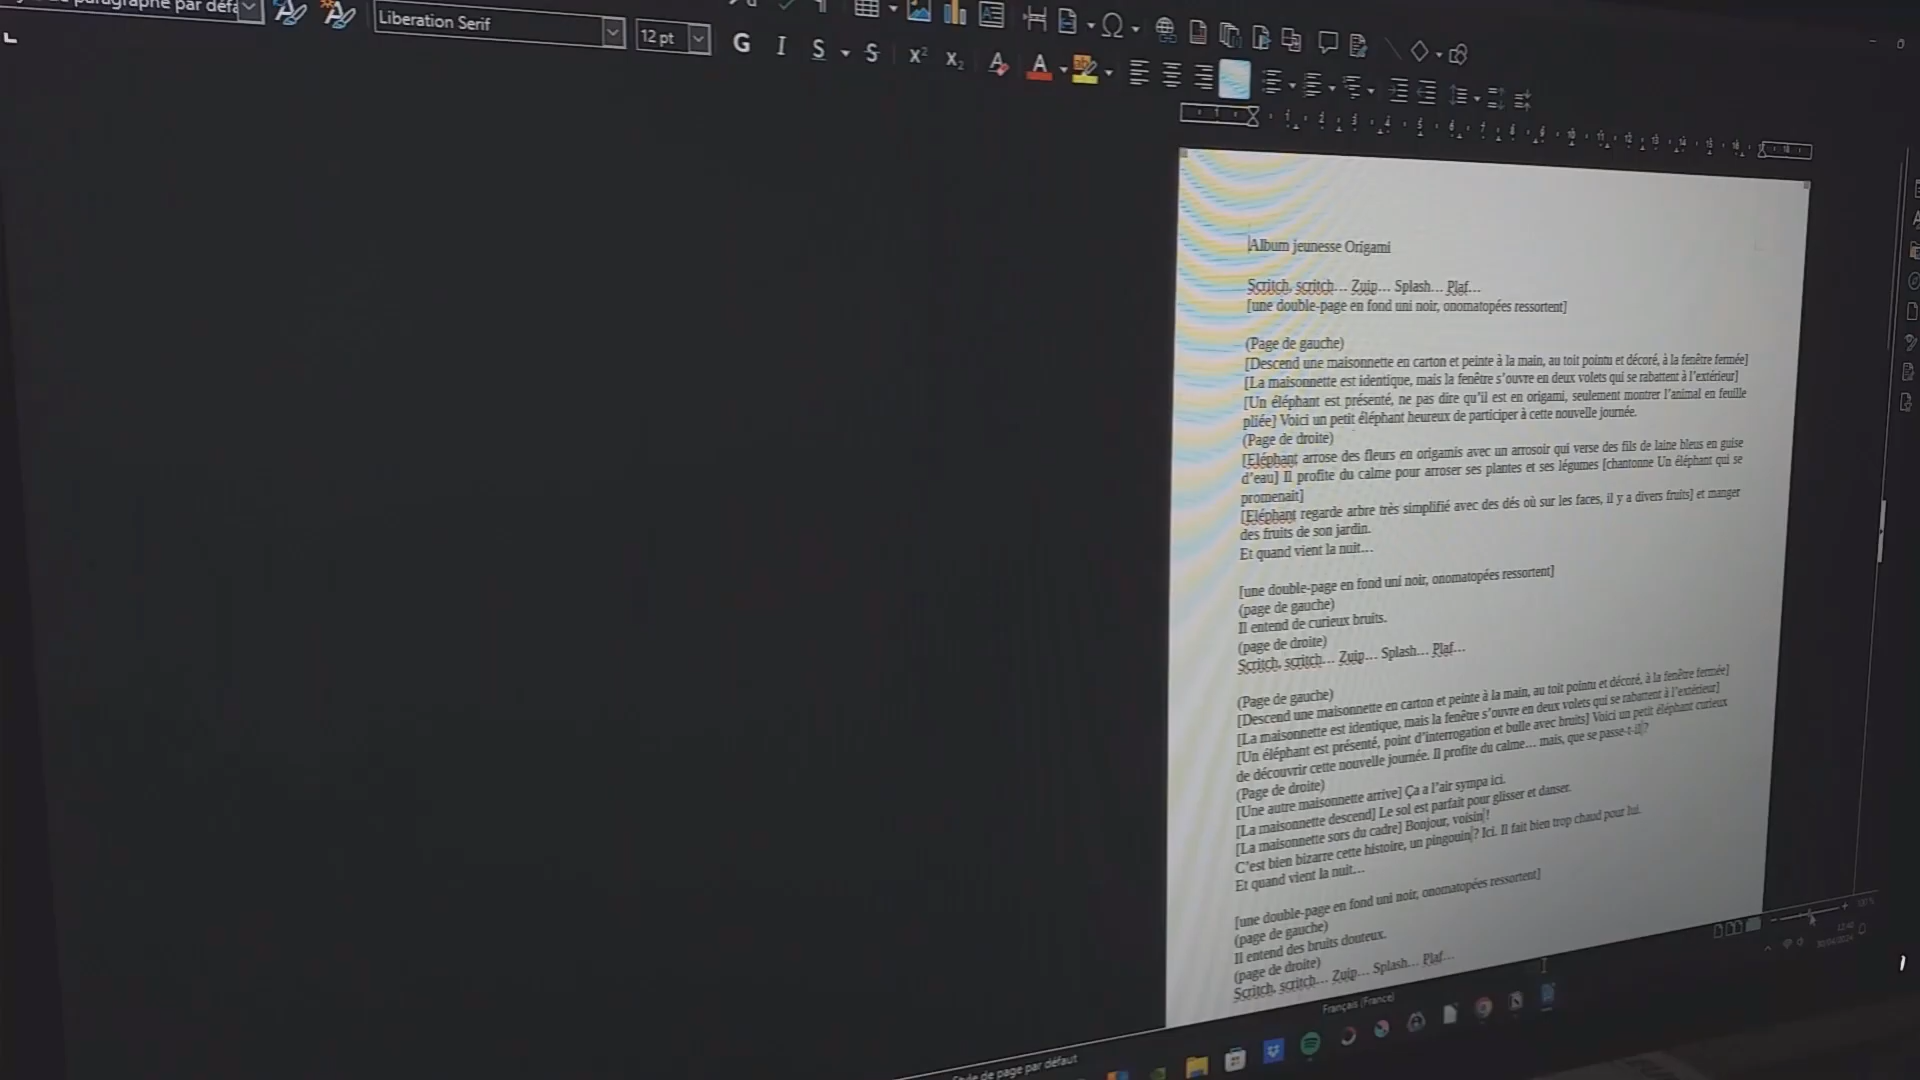 paragraphe par défa
Liberation Serif
12 pt
G I S S X² X₂
Album jeunesse Origami
Scritch, scritch… Zuip… Splash… Plaf…
[une double-page en fond uni noir, onomatopées ressortent]
(Page de gauche)
[Descend une maisonnette en carton et peinte à la main, au toit pointu et décoré, à la fenêtre fermée]
[La maisonnette est identique, mais la fenêtre s’ouvre en deux volets qui se rabattent à l’extérieur]
[Un éléphant est présenté, ne pas dire qu’il est en origami, seulement montrer l’animal en feuille
pliée] Voici un petit éléphant heureux de participer à cette nouvelle journée.
(Page de droite)
[Eléphant arrose des fleurs en origamis avec un arrosoir qui verse des fils de laine bleus en guise
d’eau] Il profite du calme pour arroser ses plantes et ses légumes [chantonne Un éléphant qui se
promenait]
[Eléphant regarde arbre très simplifié avec des dés où sur les faces, il y a divers fruits] et manger
des fruits de son jardin.
Et quand vient la nuit…
[une double-page en fond uni noir, onomatopées ressortent]
(page de gauche)
Il entend de curieux bruits.
(page de droite)
Scritch, scritch… Zuip… Splash… Plaf…
(Page de gauche)
[Descend une maisonnette en carton et peinte à la main, au toit pointu et décoré, à la fenêtre fermée]
[La maisonnette est identique, mais la fenêtre s’ouvre en deux volets qui se rabattent à l’extérieur]
[Un éléphant est présenté, point d’interrogation et bulle avec bruits] Voici un petit éléphant curieux
de découvrir cette nouvelle journée. Il profite du calme… mais, que se passe-t-il ?
(Page de droite)
[Une autre maisonnette arrive] Ça a l’air sympa ici.
[La maisonnette descend] Le sol est parfait pour glisser et danser.
[La maisonnette sors du cadre] Bonjour, voisin !
C’est bien bizarre cette histoire, un pingouin ? Ici. Il fait bien trop chaud pour lui.
Et quand vient la nuit…
[une double-page en fond uni noir, onomatopées ressortent]
(page de gauche)
Il entend des bruits douteux.
(page de droite)
Scritch, scritch… Zuip… Splash… Plaf…
Français (France)
de page par défaut